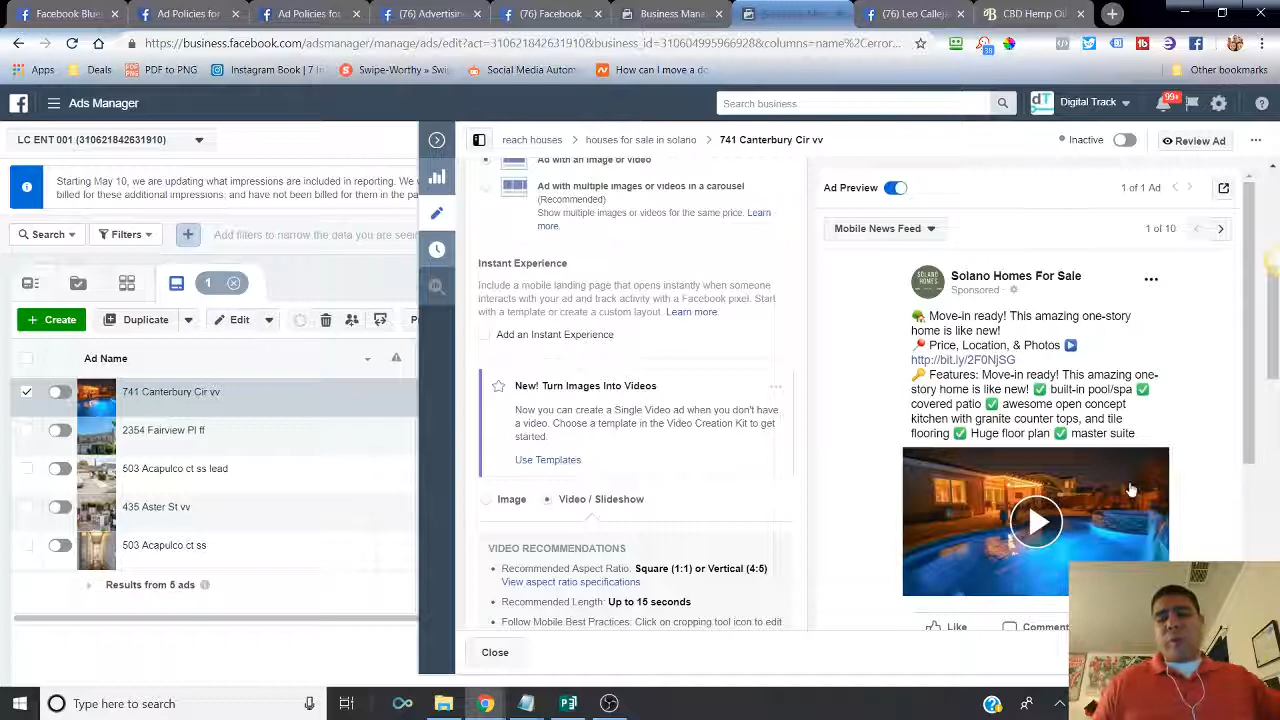 Facebook Blue
Ad Policies for
Ad Policies for
(76) Advertisin
(76) Facebook
Business Mana
(76) Leo Calleja
CBD Hemp Oil
https://business.facebook.com/adsmanager/manage/ads/edit?act=310621842631910&business_id=310621995966928&columns=name%2Cerror...
38
Apps
Deals
PDF to PNG
Instagram Book | 7 In
Swipe-Worthy » Swi
Social Media Autom
How can I move a do
Other bookmarks
Ads Manager
Search business
dT
Digital Track
99+
LC ENT 001 (310621842631910)
reach houses > houses for sale in solano > 741 Canterbury Cir vv
Inactive
Review Ad
Starting May 10, we are updating what impressions are included in reporting. We
billed for these additional impressions, and have not billed for them in the past
Search
Filters
Add filters to narrow the data you are seein
1
Create
Duplicate
Edit
Ad Name
741 Canterbury Cir vv
2354 Fairview Pl ff
503 Acapulco ct ss lead
435 Aster St vv
503 Acapulco ct ss
Results from 5 ads
Ad with an image or video
Ad with multiple images or videos in a carousel
(Recommended)
Show multiple images or videos for the same price. Learn
more.
Instant Experience
Include a mobile landing page that opens instantly when someone
interacts with your ad and track activity with a Facebook pixel. Start
with a template or create a custom layout. Learn more.
Add an Instant Experience
New! Turn Images Into Videos
Now you can create a Single Video ad when you don't have
a video. Choose a template in the Video Creation Kit to get
started.
Use Templates
Image
Video / Slideshow
VIDEO RECOMMENDATIONS
• Recommended Aspect Ratio: Square (1:1) or Vertical (4:5)
View aspect ratio specifications
• Recommended Length: Up to 15 seconds
• Follow Mobile Best Practices: Click on cropping tool icon to edit
Close
Ad Preview
1 of 1 Ad
Mobile News Feed
1 of 10
SOLANO
HOMES
Solano Homes For Sale
Sponsored
Move-in ready! This amazing one-story
home is like new!
Price, Location, & Photos
http://bit.ly/2F0NjSG
Features: Move-in ready! This amazing one-
story home is like new! ✅ built-in pool/spa ✅
covered patio ✅ awesome open concept
kitchen with granite counter tops, and tile
flooring ✅ Huge floor plan ✅ master suite
Like
Comment
Type here to search